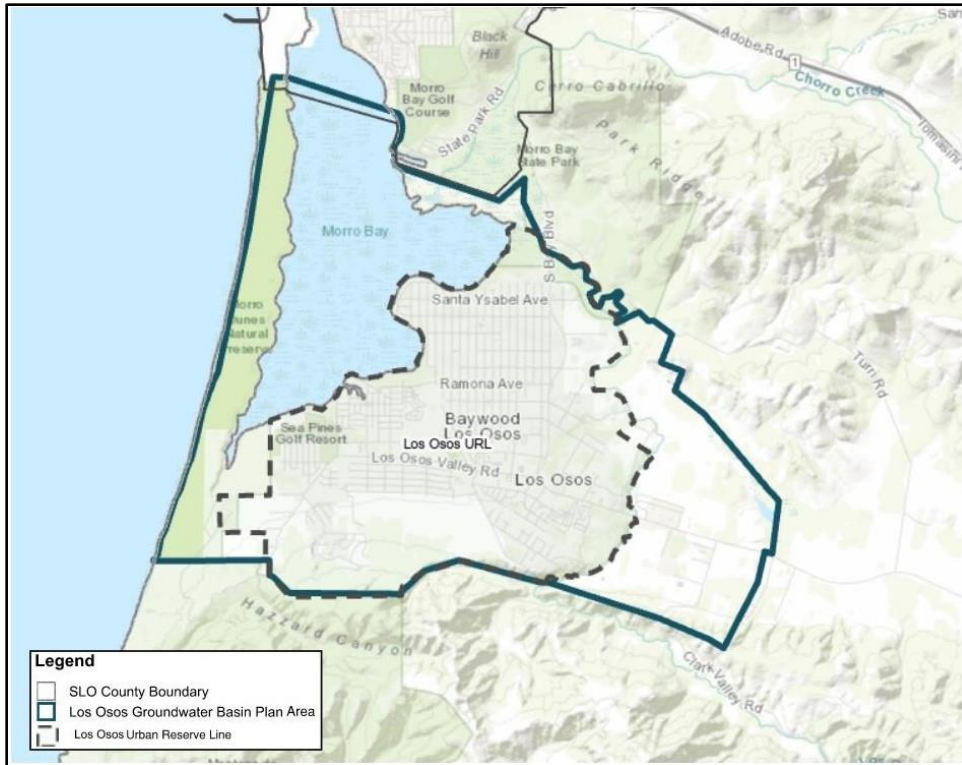 San
Black
Hill
Adobe Rd
1
Chorro Creek
Tomasini
Cerro Cabrillo
Morro
Bay Golf
Course
State Park Rd
Park Ridge
Morro Bay
State Park
Morro Bay
S Bay Blvd
Santa Ysabel Ave
Turri Rd
Dunes
Natural
Preserve
Ramona Ave
Baywood
Los Osos
Los Osos URL
Sea Pines
Golf Resort
Los Osos Valley Rd
Los Osos
Hazzard Canyon
Clark Valley Rd
Legend
SLO County Boundary
Los Osos Groundwater Basin Plan Area
Los Osos Urban Reserve Line